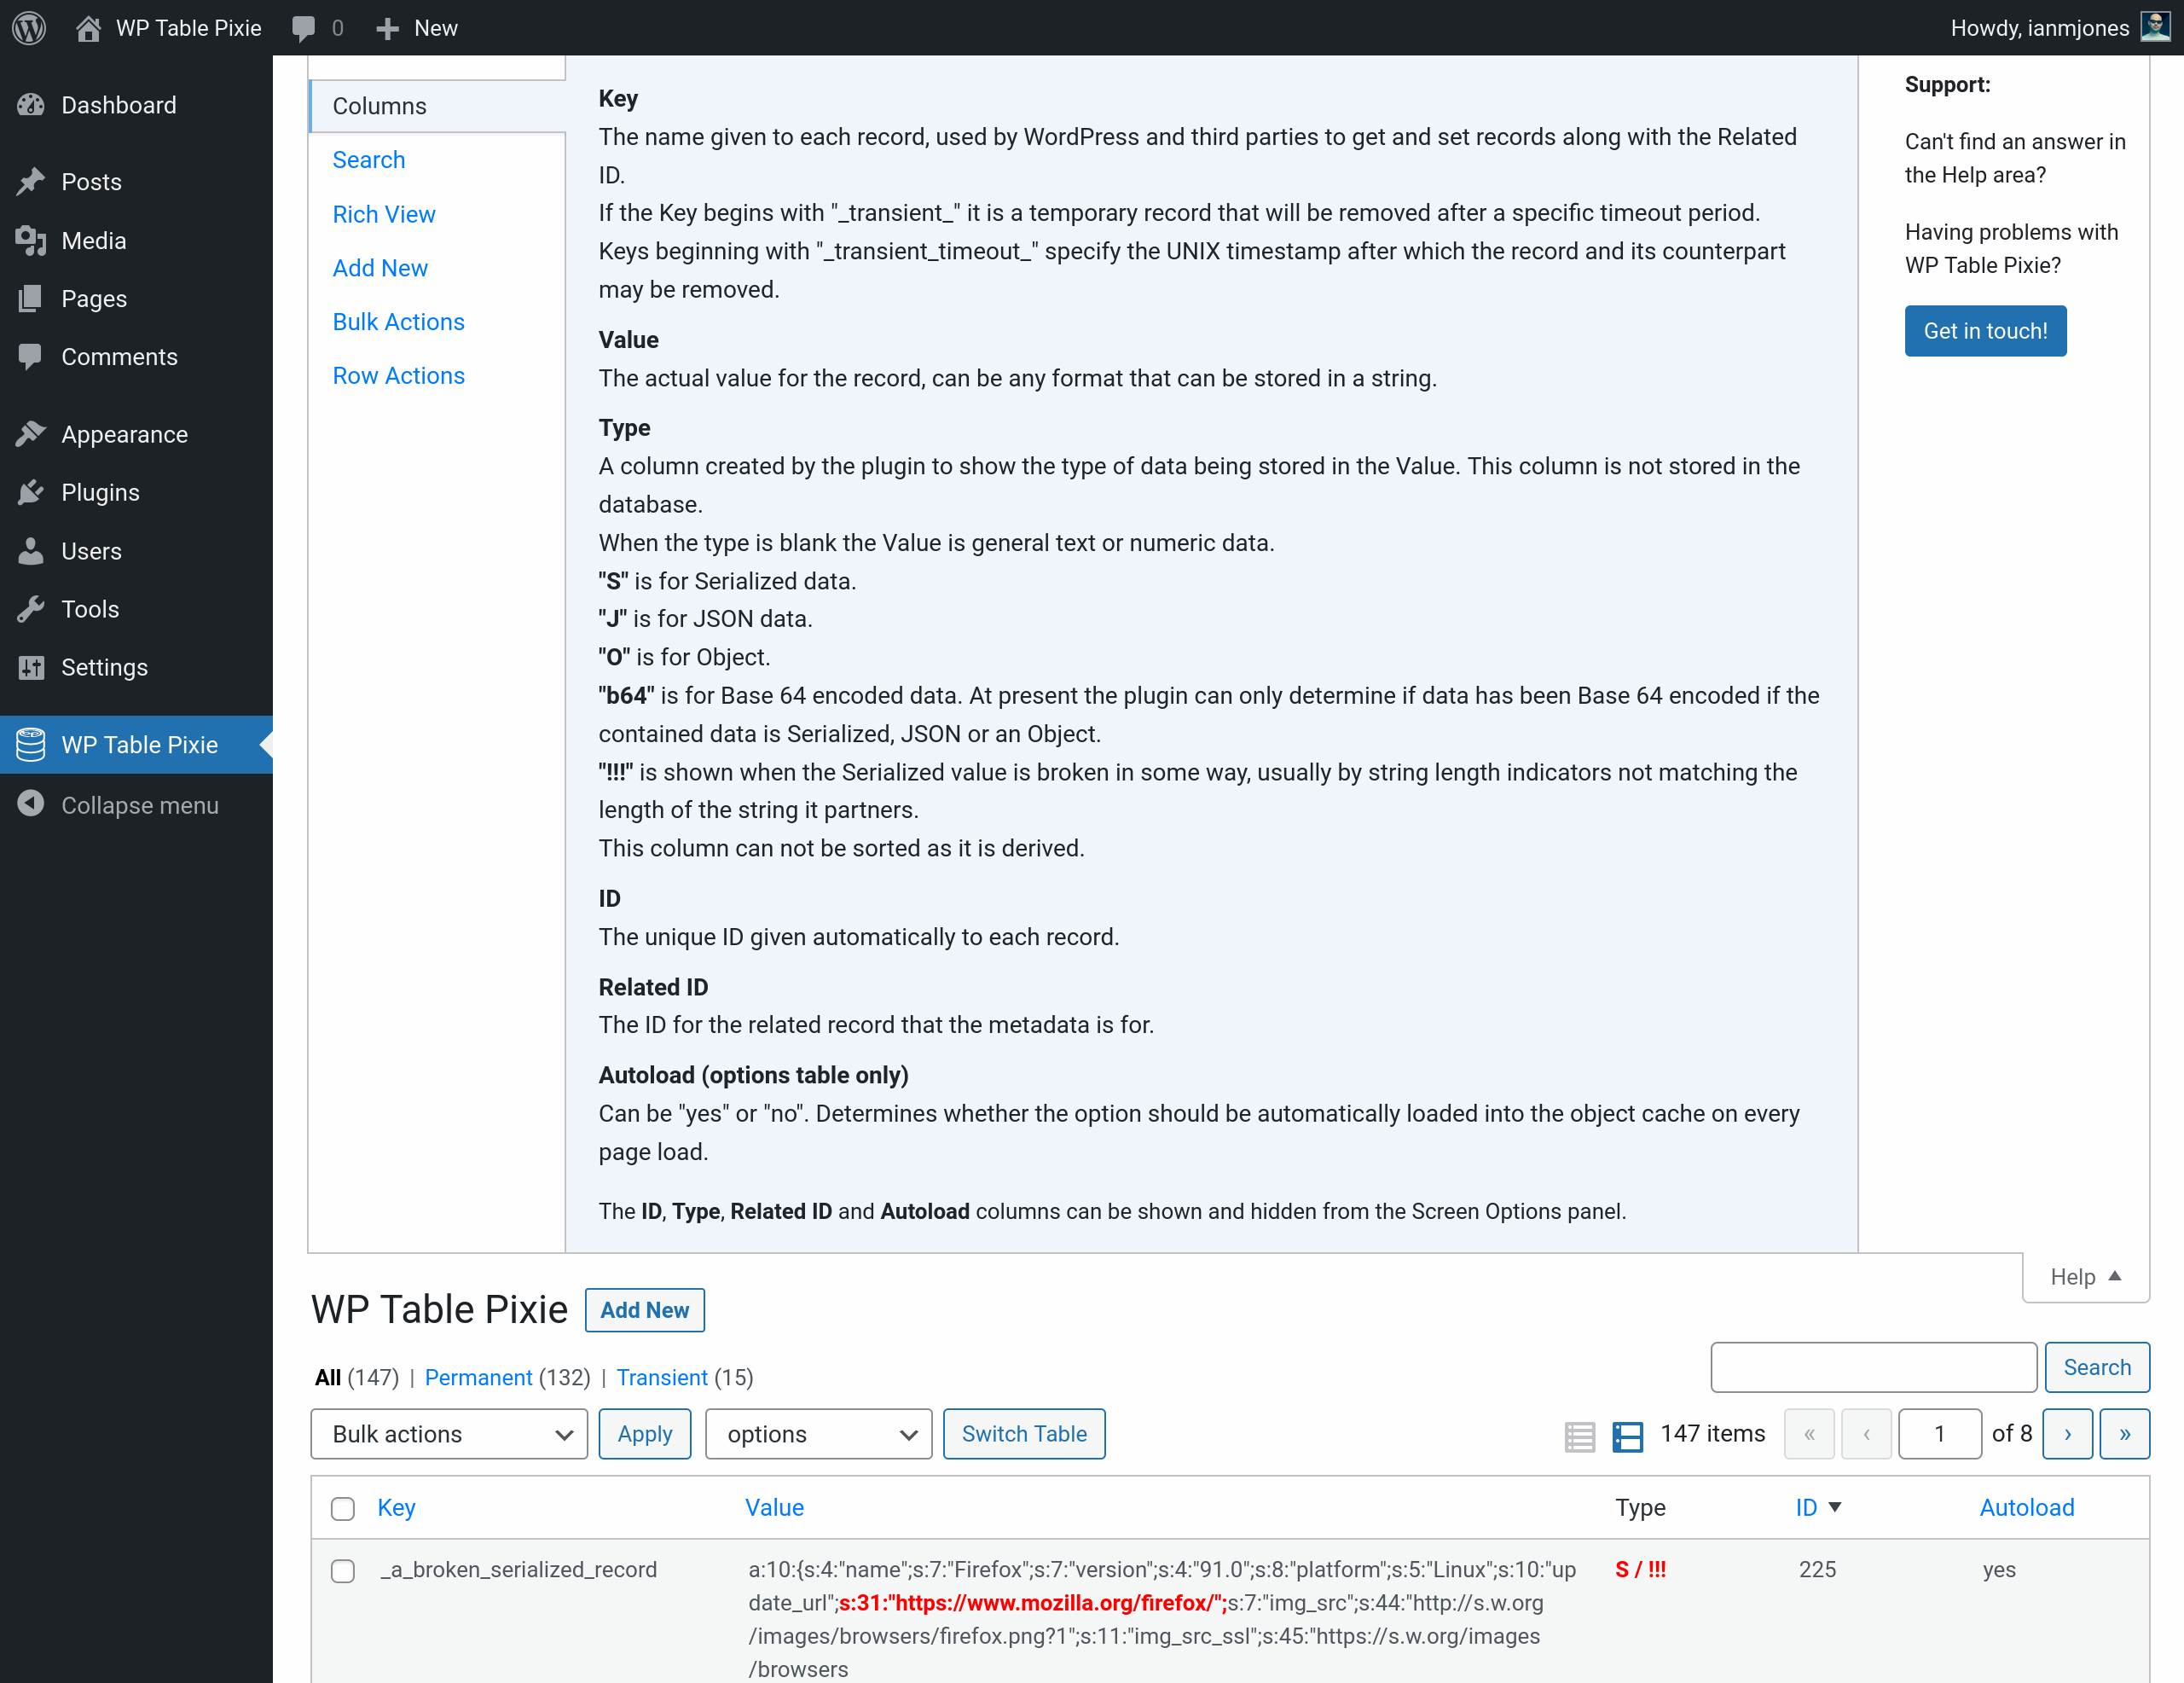 WP Table Pixie
0
New
Howdy, ianmjones
Dashboard
Posts
Media
Pages
Comments
Appearance
Plugins
Users
Tools
Settings
WP Table Pixie
Collapse menu
Columns
Search
Rich View
Add New
Bulk Actions
Row Actions
Key
The name given to each record, used by WordPress and third parties to get and set records along with the Related
ID.
If the Key begins with "_transient_" it is a temporary record that will be removed after a specific timeout period.
Keys beginning with "_transient_timeout_" specify the UNIX timestamp after which the record and its counterpart
may be removed.
Value
The actual value for the record, can be any format that can be stored in a string.
Type
A column created by the plugin to show the type of data being stored in the Value. This column is not stored in the
database.
When the type is blank the Value is general text or numeric data.
"S" is for Serialized data.
"J" is for JSON data.
"O" is for Object.
"b64" is for Base 64 encoded data. At present the plugin can only determine if data has been Base 64 encoded if the
contained data is Serialized, JSON or an Object.
"!!!" is shown when the Serialized value is broken in some way, usually by string length indicators not matching the
length of the string it partners.
This column can not be sorted as it is derived.
ID
The unique ID given automatically to each record.
Related ID
The ID for the related record that the metadata is for.
Autoload (options table only)
Can be "yes" or "no". Determines whether the option should be automatically loaded into the object cache on every
page load.
The ID, Type, Related ID and Autoload columns can be shown and hidden from the Screen Options panel.
Support:
Can't find an answer in
the Help area?
Having problems with
WP Table Pixie?
Get in touch!
Help
WP Table Pixie
Add New
All (147) | Permanent (132) | Transient (15)
Search
Bulk actions
Apply
options
Switch Table
147 items
«
‹
1
of 8
›
»
Key
Value
Type
ID
Autoload
_a_broken_serialized_record
a:10:{s:4:"name";s:7:"Firefox";s:7:"version";s:4:"91.0";s:8:"platform";s:5:"Linux";s:10:"up
date_url";s:31:"https://www.mozilla.org/firefox/";s:7:"img_src";s:44:"http://s.w.org
/images/browsers/firefox.png?1";s:11:"img_src_ssl";s:45:"https://s.w.org/images
/browsers
S / !!!
225
yes